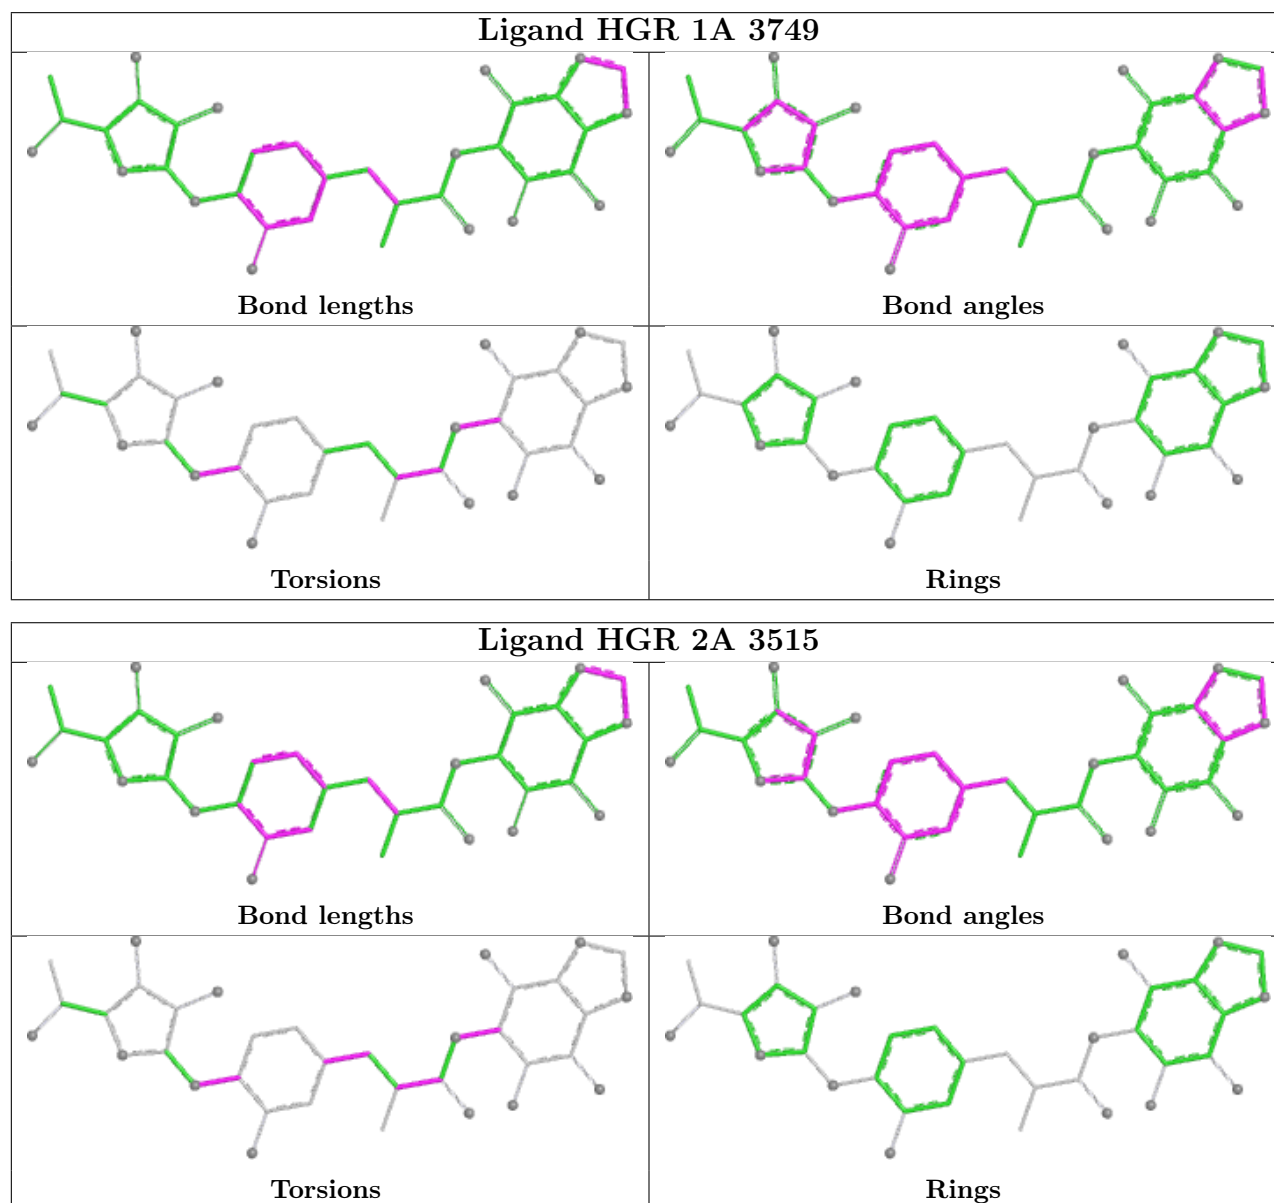 Ligand HGR 1A 3749
Bond lengths
Bond angles
Torsions
Rings
Ligand HGR 2A 3515
Bond lengths
Bond angles
Torsions
Rings